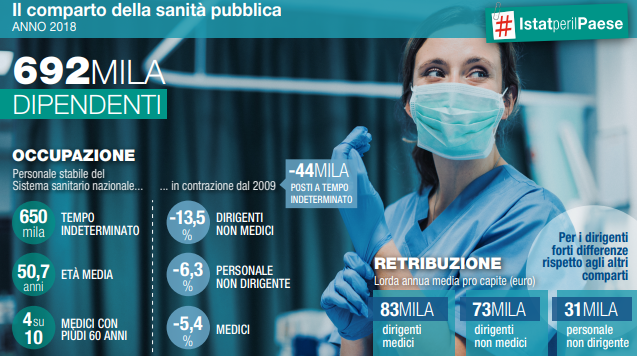 Il comparto della sanità pubblica
ANNO 2018
# IstatperilPaese
692MILA
DIPENDENTI
OCCUPAZIONE
Personale stabile del
Sistema sanitario nazionale...
... in contrazione dal 2009
-44MILA
POSTI A TEMPO
INDETERMINATO
650
mila
TEMPO
INDETERMINATO
50,7
anni
ETÀ MEDIA
4 su
10
MEDICI CON
PIÙDI 60 ANNI
-13,5
%
DIRIGENTI
NON MEDICI
-6,3
%
PERSONALE
NON DIRIGENTE
-5,4
%
MEDICI
RETRIBUZIONE
Lorda annua media pro capite (euro)
Per i dirigenti
forti differenze
rispetto agli altri
comparti
83MILA
dirigenti
medici
73MILA
dirigenti
non medici
31MILA
personale
non dirigente